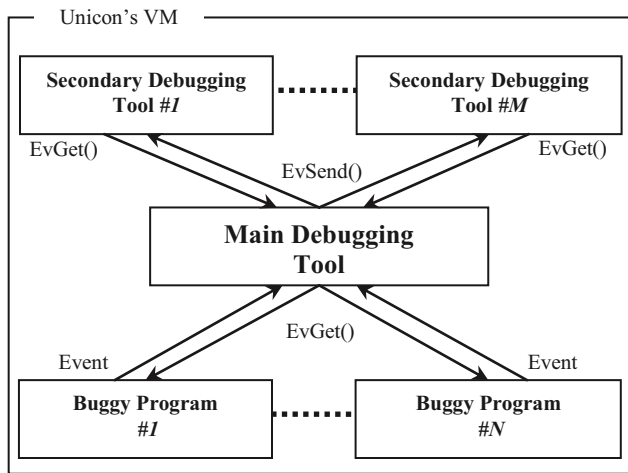 Unicon's VM
Secondary Debugging
Tool #1
Secondary Debugging
Tool #M
EvGet()
EvSend()
EvGet()
Main Debugging
Tool
EvGet()
Event
Event
Buggy Program
#1
Buggy Program
#N